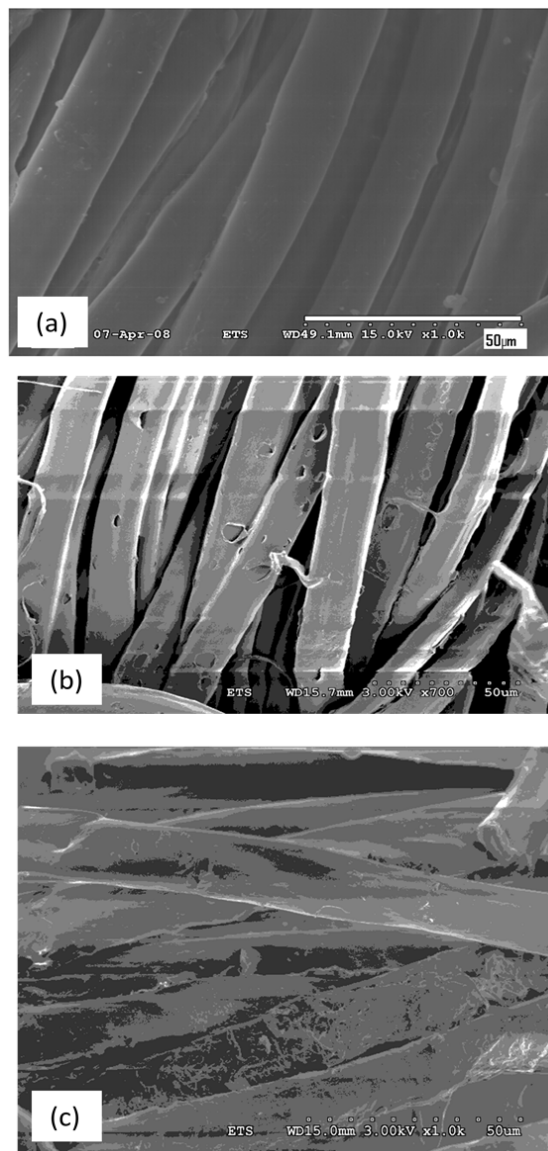 (a)
07-Apr-08 ETS WD49.1mm 15.0kV x1.0k 50µm
(b)
ETS WD15.7mm 3.00kV x700 50um
(c)
ETS WD15.0mm 3.00kV x1.0k 50um